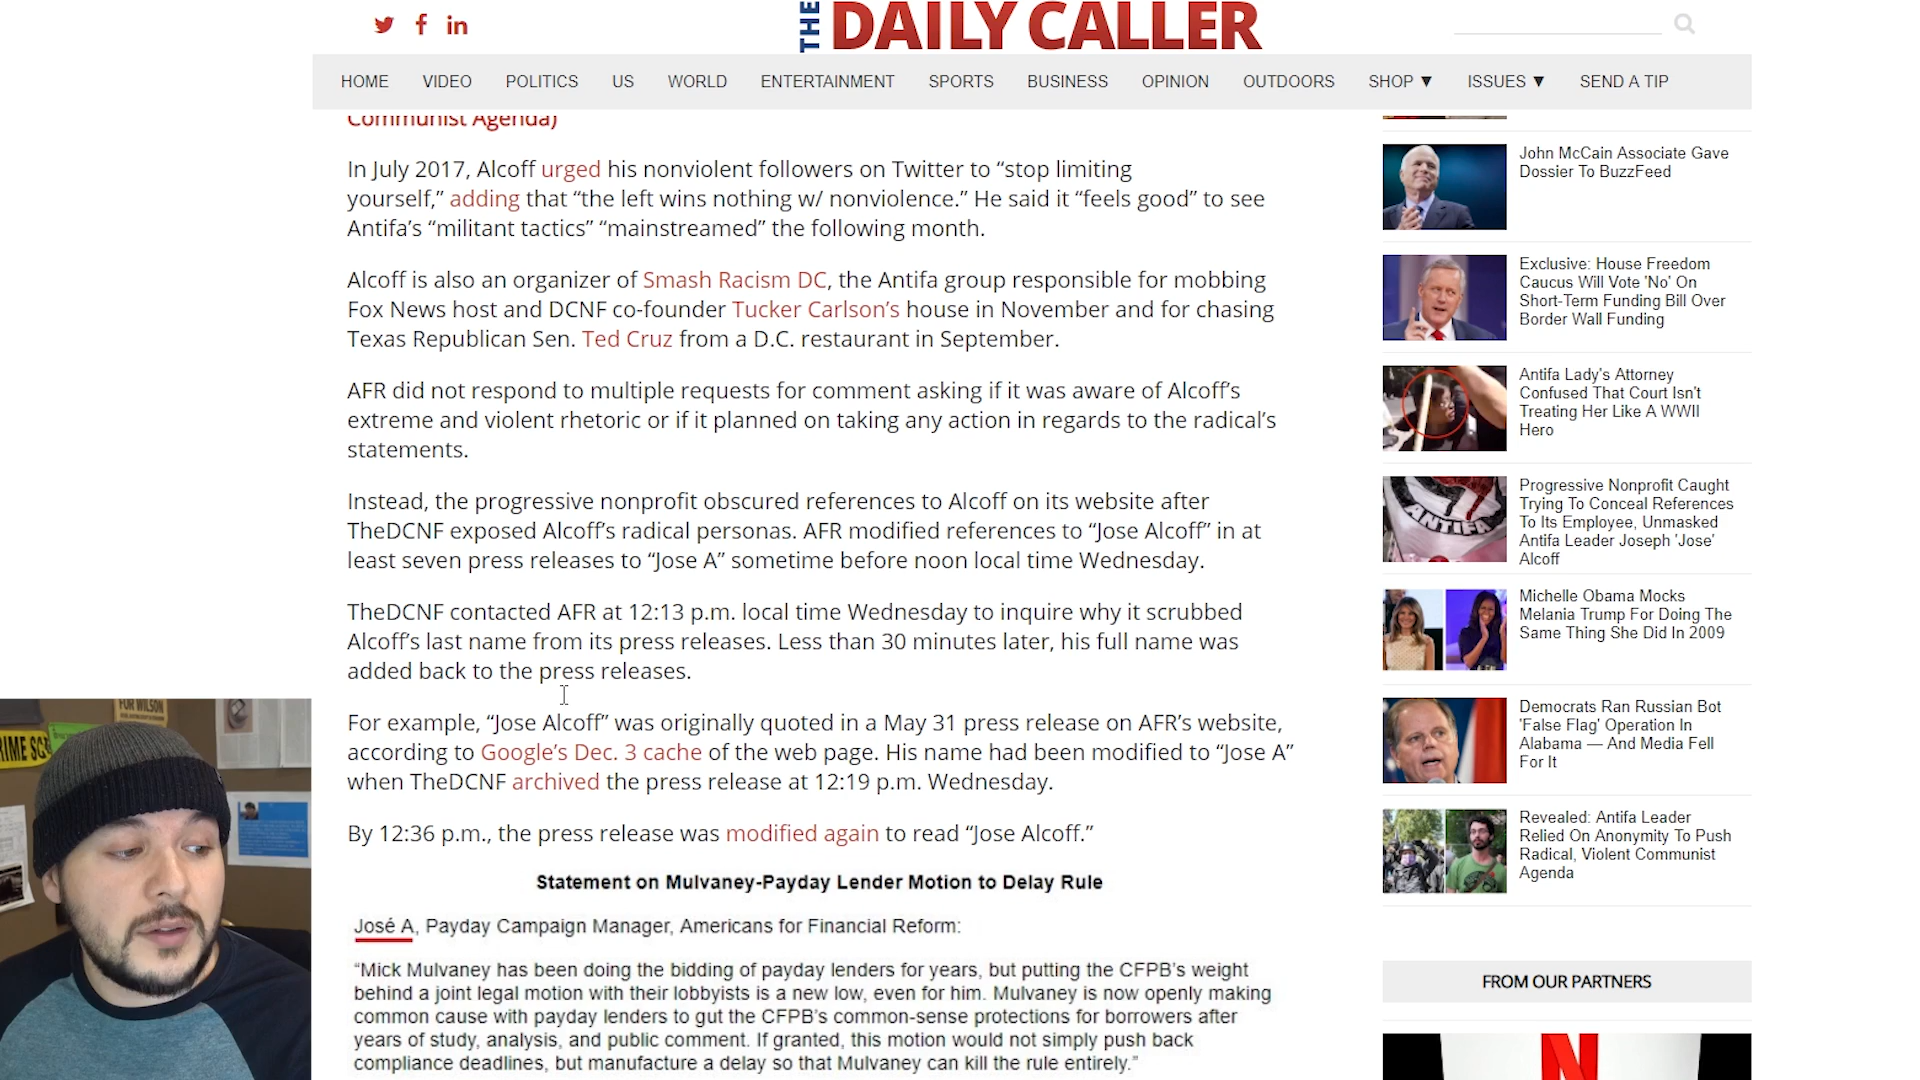 THE DAILY CALLER
HOME VIDEO POLITICS US WORLD ENTERTAINMENT SPORTS BUSINESS OPINION OUTDOORS SHOP ▼ ISSUES ▼ SEND A TIP
Communist Agenda)
In July 2017, Alcoff urged his nonviolent followers on Twitter to “stop limiting
yourself,” adding that “the left wins nothing w/ nonviolence.” He said it “feels good” to see
Antifa’s “militant tactics” “mainstreamed” the following month.
Alcoff is also an organizer of Smash Racism DC, the Antifa group responsible for mobbing
Fox News host and DCNF co-founder Tucker Carlson’s house in November and for chasing
Texas Republican Sen. Ted Cruz from a D.C. restaurant in September.
AFR did not respond to multiple requests for comment asking if it was aware of Alcoff’s
extreme and violent rhetoric or if it planned on taking any action in regards to the radical’s
statements.
Instead, the progressive nonprofit obscured references to Alcoff on its website after
TheDCNF exposed Alcoff’s radical personas. AFR modified references to “Jose Alcoff” in at
least seven press releases to “Jose A” sometime before noon local time Wednesday.
TheDCNF contacted AFR at 12:13 p.m. local time Wednesday to inquire why it scrubbed
Alcoff’s last name from its press releases. Less than 30 minutes later, his full name was
added back to the press releases.
For example, “Jose Alcoff” was originally quoted in a May 31 press release on AFR’s website,
according to Google’s Dec. 3 cache of the web page. His name had been modified to “Jose A”
when TheDCNF archived the press release at 12:19 p.m. Wednesday.
By 12:36 p.m., the press release was modified again to read “Jose Alcoff.”
Statement on Mulvaney-Payday Lender Motion to Delay Rule
José A, Payday Campaign Manager, Americans for Financial Reform:
“Mick Mulvaney has been doing the bidding of payday lenders for years, but putting the CFPB’s weight
behind a joint legal motion with their lobbyists is a new low, even for him. Mulvaney is now openly making
common cause with payday lenders to gut the CFPB’s common-sense protections for borrowers after
years of study, analysis, and public comment. If granted, this motion would not simply push back
compliance deadlines, but manufacture a delay so that Mulvaney can kill the rule entirely.”
John McCain Associate Gave
Dossier To BuzzFeed
Exclusive: House Freedom
Caucus Will Vote 'No' On
Short-Term Funding Bill Over
Border Wall Funding
Antifa Lady's Attorney
Confused That Court Isn't
Treating Her Like A WWII
Hero
ANTIFA
Progressive Nonprofit Caught
Trying To Conceal References
To Its Employee, Unmasked
Antifa Leader Joseph 'Jose'
Alcoff
Michelle Obama Mocks
Melania Trump For Doing The
Same Thing She Did In 2009
Democrats Ran Russian Bot
'False Flag' Operation In
Alabama — And Media Fell
For It
Revealed: Antifa Leader
Relied On Anonymity To Push
Radical, Violent Communist
Agenda
FROM OUR PARTNERS
N
FOR WILSON
RIME SC